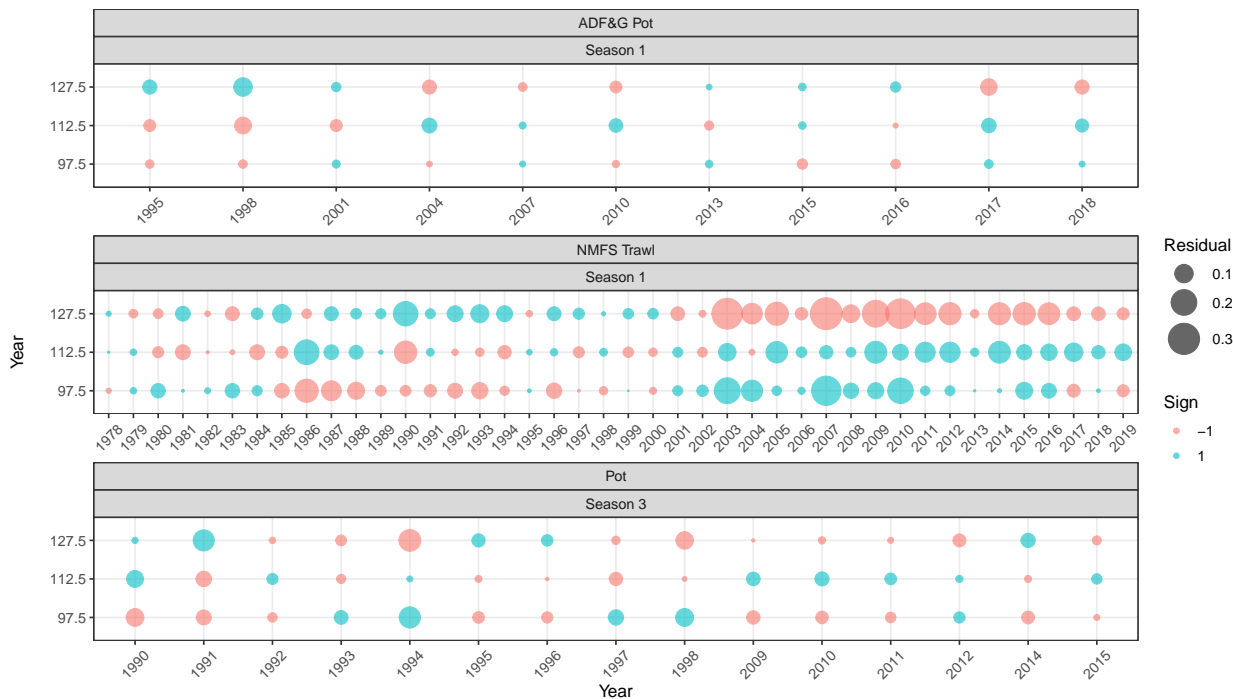 ADF&G Pot
Season 1
127.5
112.5
97.5
1995 1998 2001 2004 2007 2010 2013 2015 2016 2017 2018
NMFS Trawl
Season 1
127.5
112.5
97.5
1978 1979 1980 1981 1982 1983 1984 1985 1986 1987 1988 1989 1990 1991 1992 1993 1994 1995 1996 1997 1998 1999 2000 2001 2002 2003 2004 2005 2006 2007 2008 2009 2010 2011 2012 2013 2014 2015 2016 2017 2018 2019
Pot
Season 3
127.5
112.5
97.5
1990 1991 1992 1993 1994 1995 1996 1997 1998 2009 2010 2011 2012 2014 2015
Year
Year
Residual
0.1
0.2
0.3
Sign
−1
1